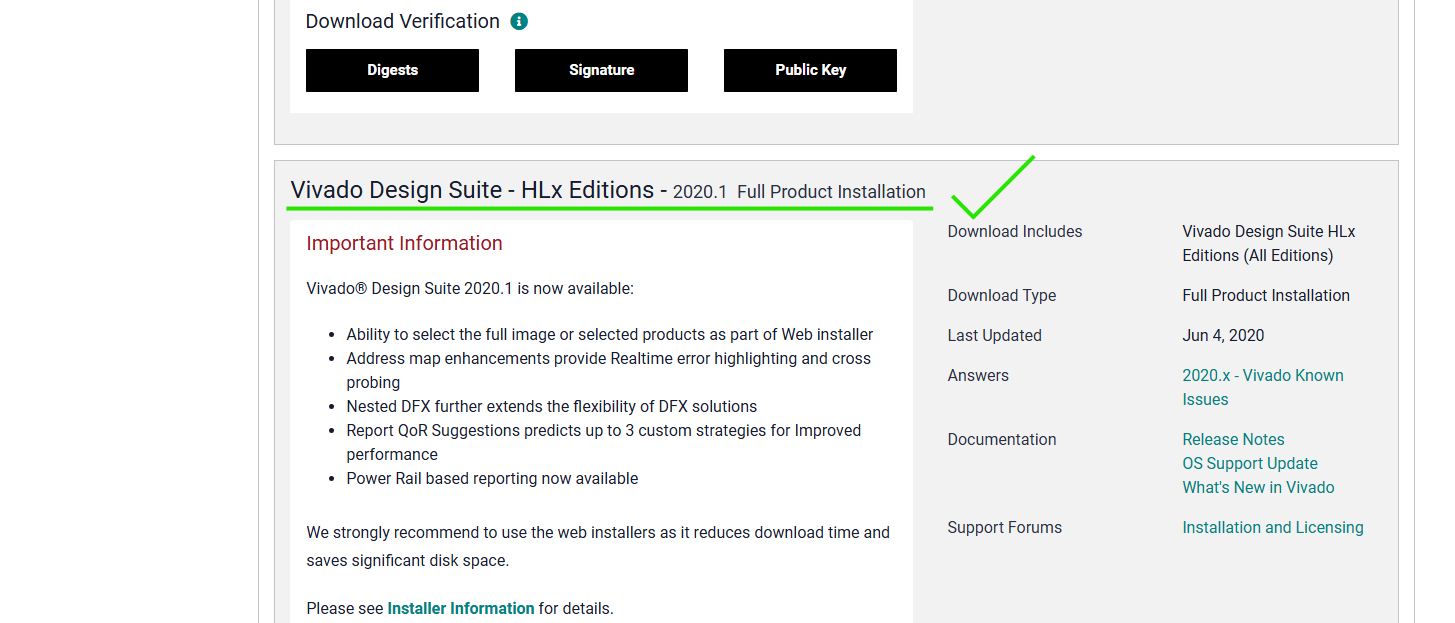 Download Verification
Digests
Signature
Public Key
Vivado Design Suite - HLx Editions - 2020.1 Full Product Installation
Important Information
Vivado® Design Suite 2020.1 is now available:
• Ability to select the full image or selected products as part of Web installer
• Address map enhancements provide Realtime error highlighting and cross
probing
• Nested DFX further extends the flexibility of DFX solutions
• Report QoR Suggestions predicts up to 3 custom strategies for Improved
performance
• Power Rail based reporting now available
We strongly recommend to use the web installers as it reduces download time and
saves significant disk space.
Please see Installer Information for details.
Download Includes
Vivado Design Suite HLx
Editions (All Editions)
Download Type
Full Product Installation
Last Updated
Jun 4, 2020
Answers
2020.x - Vivado Known
Issues
Documentation
Release Notes
OS Support Update
What's New in Vivado
Support Forums
Installation and Licensing